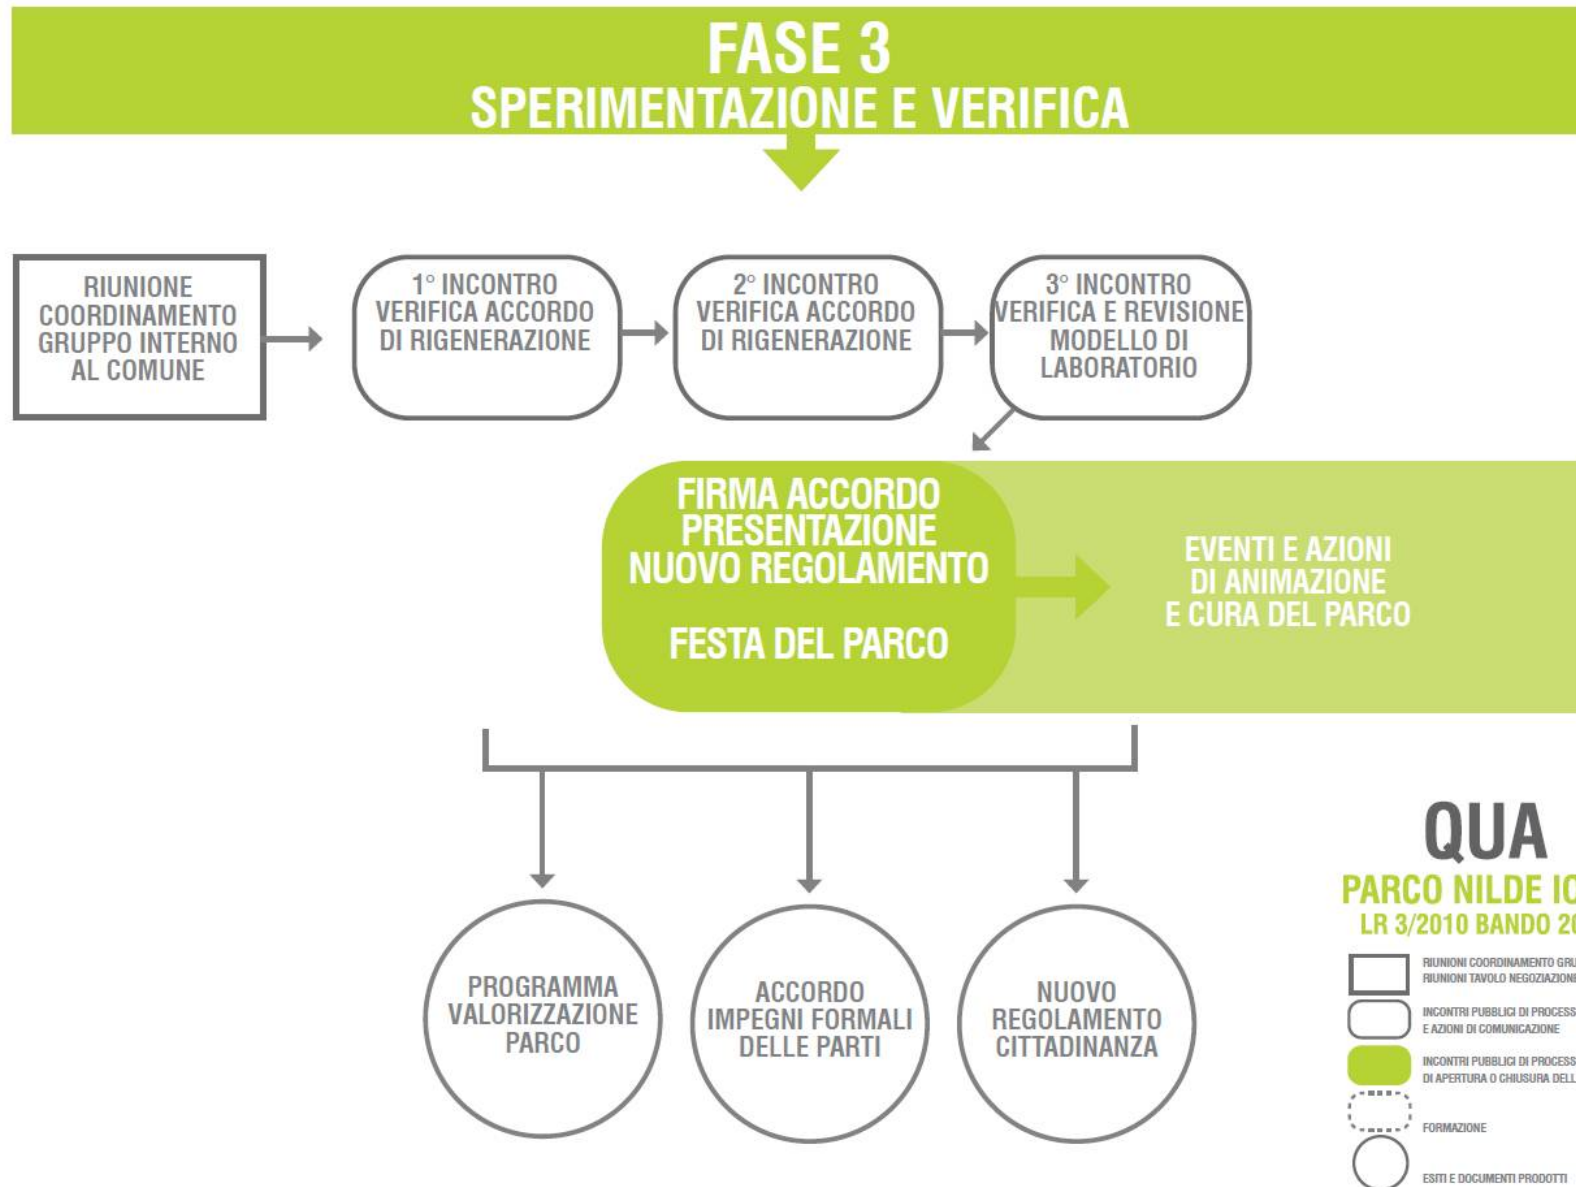 FASE 3
SPERIMENTAZIONE E VERIFICA
RIUNIONE
COORDINAMENTO
GRUPPO INTERNO
AL COMUNE
1° INCONTRO
VERIFICA ACCORDO
DI RIGENERAZIONE
2° INCONTRO
VERIFICA ACCORDO
DI RIGENERAZIONE
3° INCONTRO
VERIFICA E REVISIONE
MODELLO DI
LABORATORIO
FIRMA ACCORDO
PRESENTAZIONE
NUOVO REGOLAMENTO
FESTA DEL PARCO
EVENTI E AZIONI
DI ANIMAZIONE
E CURA DEL PARCO
PROGRAMMA
VALORIZZAZIONE
PARCO
ACCORDO
IMPEGNI FORMALI
DELLE PARTI
NUOVO
REGOLAMENTO
CITTADINANZA
QUA
PARCO NILDE
LR 3/2010 BANDO
RIUNIONI COORDINAMENTO
RIUNIONI TAVOLO NEGOZIAZIONE
INCONTRI PUBBLICI DI
E AZIONI DI COMUNICAZIONE
INCONTRI PUBBLICI DI
DI APERTURA O CHIUSURA
FORMAZIONE
ESITI E DOCUMENTI PRODOTTI